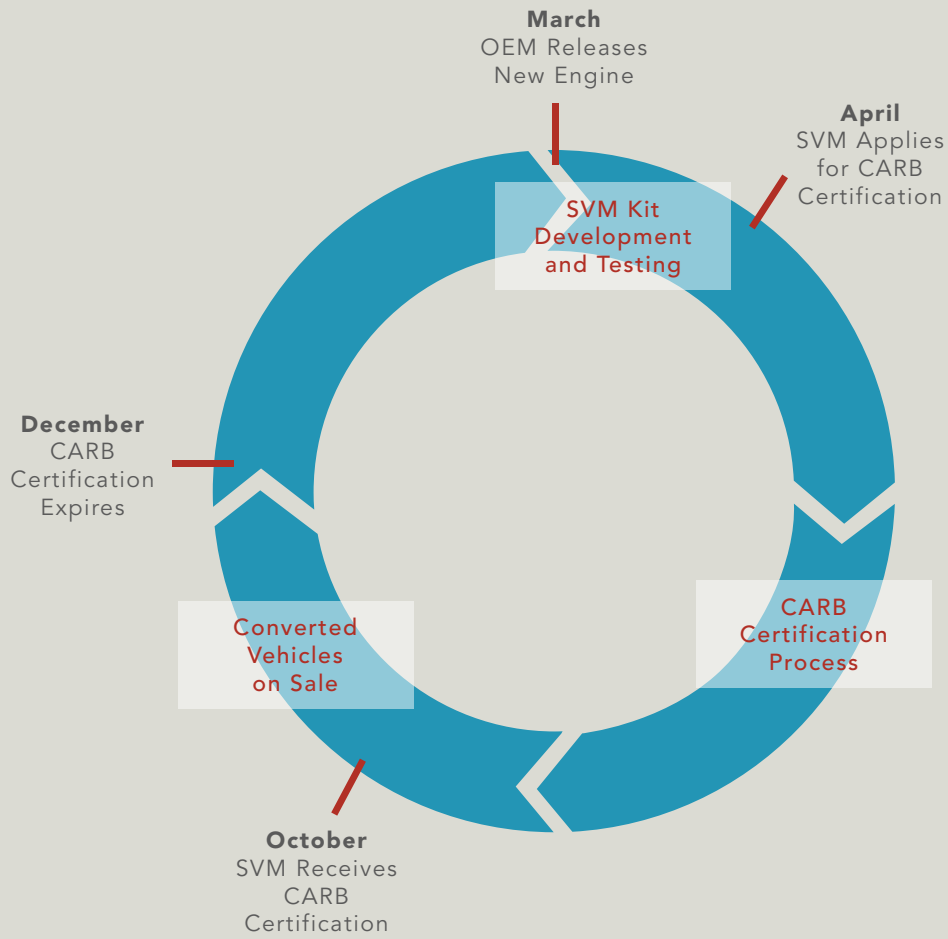 March
OEM Releases
New Engine
April
SVM Applies
for CARB
Certification
SVM Kit
Development
and Testing
December
CARB
Certification
Expires
CARB
Certification
Process
Converted
Vehicles
on Sale
October
SVM Receives
CARB
Certification